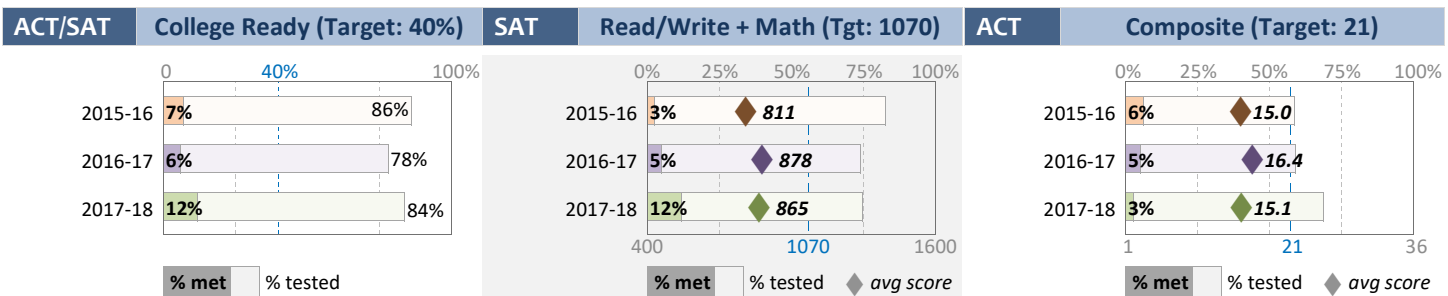 ACT/SAT College Ready (Target: 40%)
0 40% 100%
2015-16 7% 86%
2016-17 6% 78%
2017-18 12% 84%
% met % tested
SAT Read/Write + Math (Tgt: 1070)
0% 25% 50% 75% 100%
2015-16 3% 811
2016-17 5% 878
2017-18 12% 865
400 1070 1600
% met % tested avg score
ACT Composite (Target: 21)
0% 25% 50% 75% 100%
2015-16 6% 15.0
2016-17 5% 16.4
2017-18 3% 15.1
1 21 36
% met % tested avg score